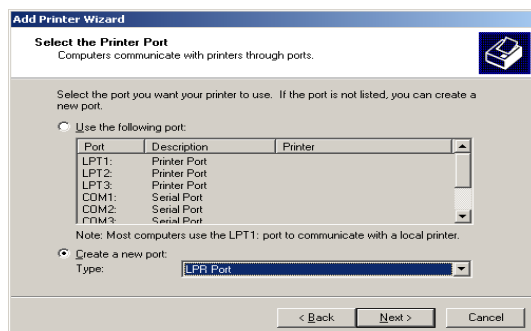 Add Printer Wizard
Select the Printer Port
Computers communicate with printers through ports.
Select the port you want your printer to use. If the port is not listed, you can create a
new port.
Use the following port:
Port Description Printer
LPT1: Printer Port
LPT2: Printer Port
LPT3: Printer Port
COM1: Serial Port
COM2: Serial Port
COM3: Serial Port
Note: Most computers use the LPT1: port to communicate with a local printer.
Create a new port:
Type: LPR Port
< Back Next > Cancel